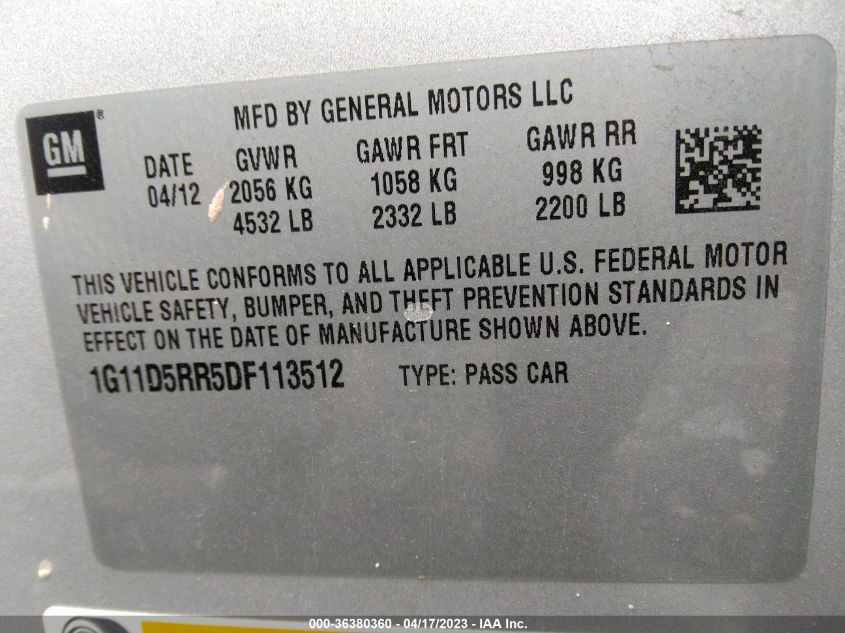 MFD BY GENERAL MOTORS LLC
GM®
DATE GVWR GAWR FRT GAWR RR
04/12 2056 KG 1058 KG 998 KG
4532 LB 2332 LB 2200 LB
THIS VEHICLE CONFORMS TO ALL APPLICABLE U.S. FEDERAL MOTOR
VEHICLE SAFETY, BUMPER, AND THEFT PREVENTION STANDARDS IN
EFFECT ON THE DATE OF MANUFACTURE SHOWN ABOVE.
1G11D5RR5DF113512 TYPE: PASS CAR
000-36380360 - 04/17/2023 - IAA Inc.